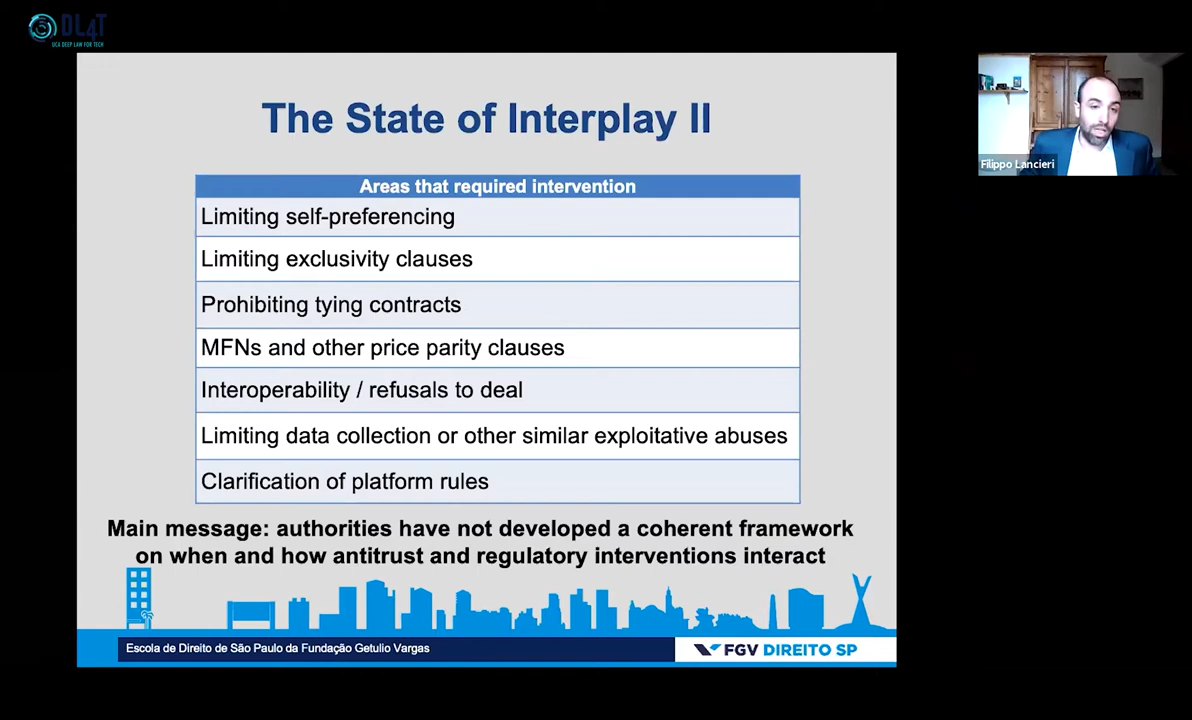 DL4T
UCA DEEP LAW FOR TECH
The State of Interplay II
Areas that required intervention
Limiting self-preferencing
Limiting exclusivity clauses
Prohibiting tying contracts
MFNs and other price parity clauses
Interoperability / refusals to deal
Limiting data collection or other similar exploitative abuses
Clarification of platform rules
Main message: authorities have not developed a coherent framework
on when and how antitrust and regulatory interventions interact
Escola de Direito de São Paulo da Fundação Getulio Vargas
FGV DIREITO SP
Filippo Lancieri